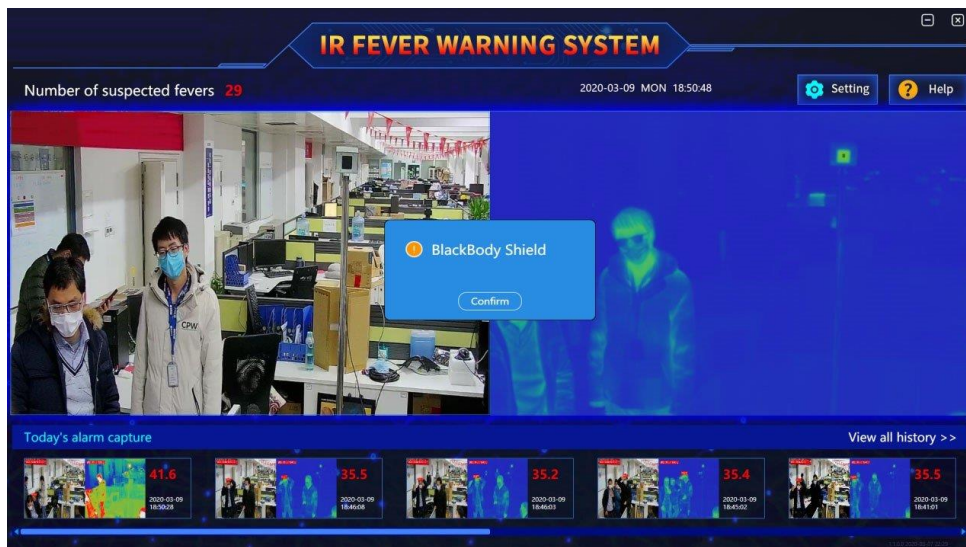 IR FEVER WARNING SYSTEM
Number of suspected fevers 29
2020-03-09 MON 18:50:48
Setting
Help
CPW
BlackBody Shield
Confirm
Today's alarm capture
View all history >>
41.6
2020-03-09
18:50:28
35.5
2020-03-09
18:46:08
35.2
2020-03-09
18:46:03
35.4
2020-03-09
18:45:02
35.5
2020-03-09
18:41:01